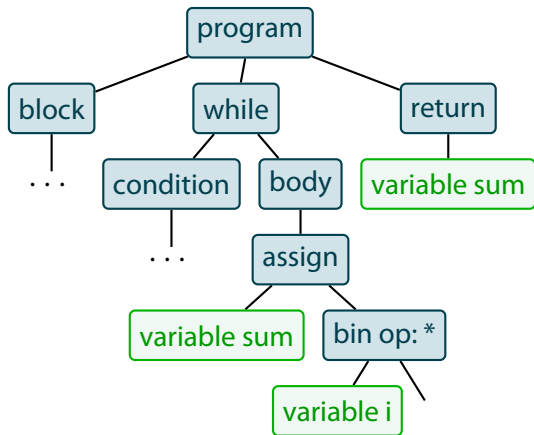 program
block
while
return
. . .
condition
body
variable sum
. . .
assign
variable sum
bin op: *
variable i